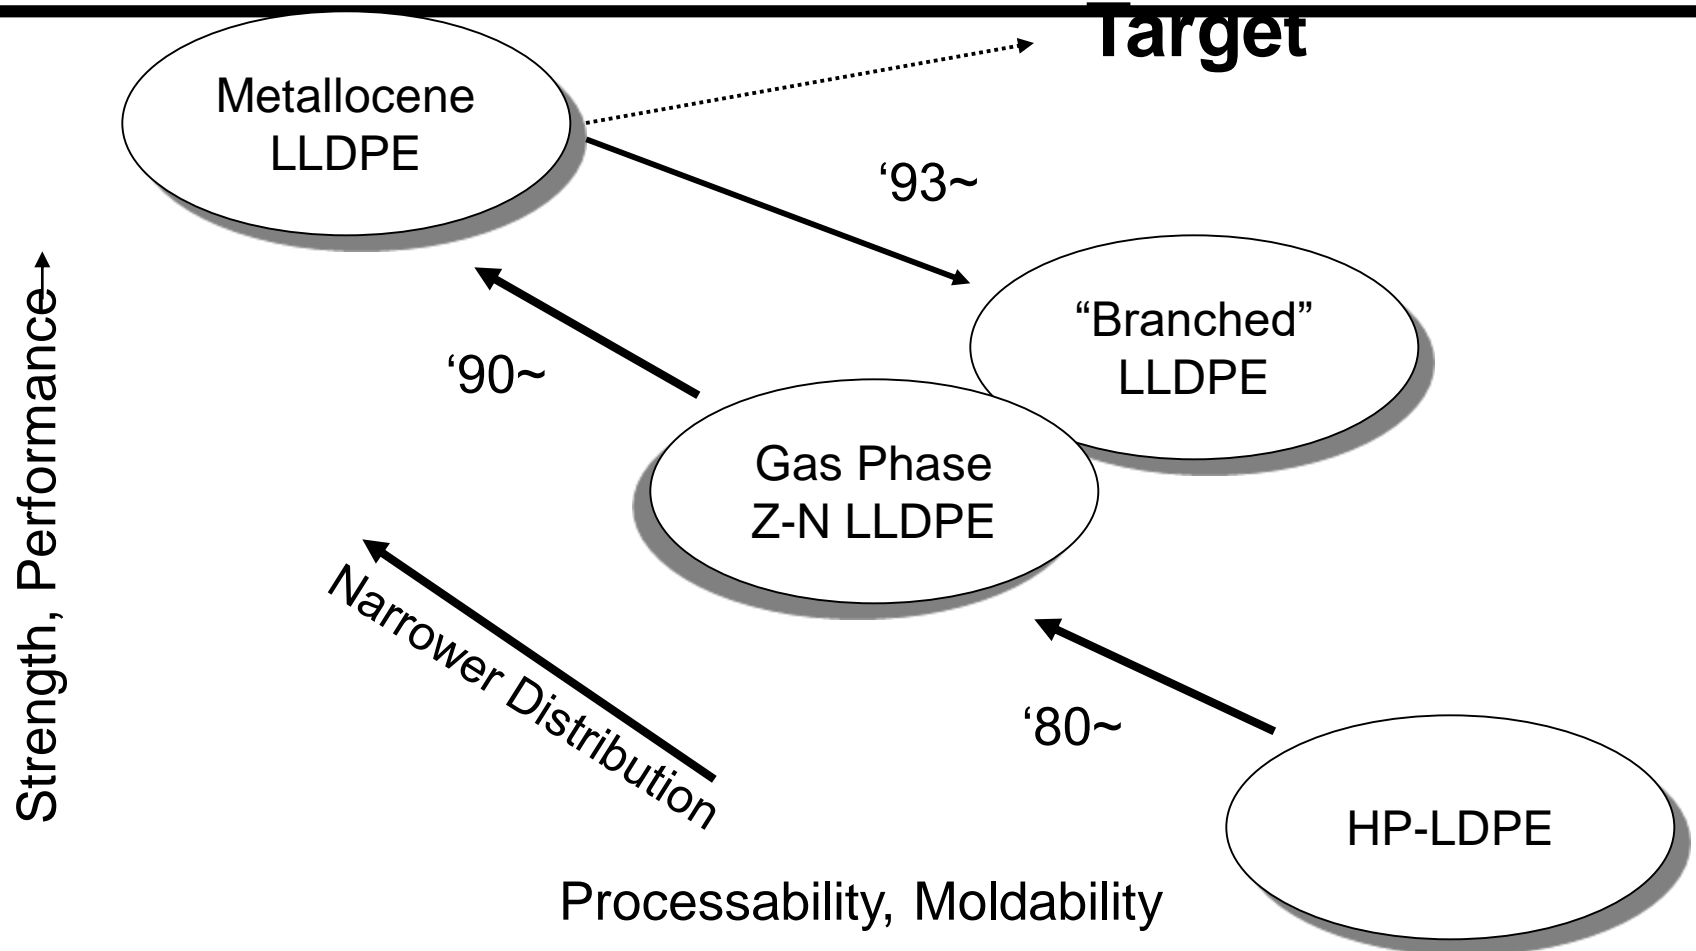 Target
Metallocene
LLDPE
‘93~
“Branched”
LLDPE
‘90~
Gas Phase
Z-N LLDPE
Strength, Performance
Narrower Distribution
‘80~
HP-LDPE
Processability, Moldability